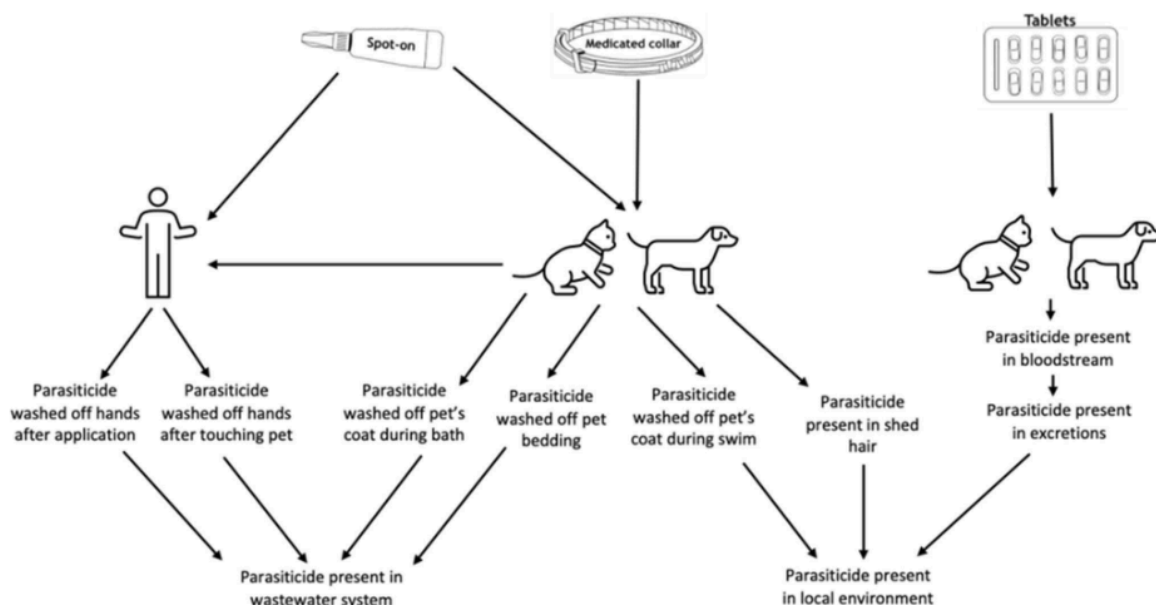 Spot-on
Medicated collar
Tablets
Parasiticide present
in bloodstream
Parasiticide
washed off hands
after application
Parasiticide
washed off hands
after touching pet
Parasiticide
washed off pet's
coat during bath
Parasiticide
washed off pet
bedding
Parasiticide
washed off pet's
coat during swim
Parasiticide
present in shed
hair
Parasiticide present
in excretions
Parasiticide present in
wastewater system
Parasiticide present
in local environment